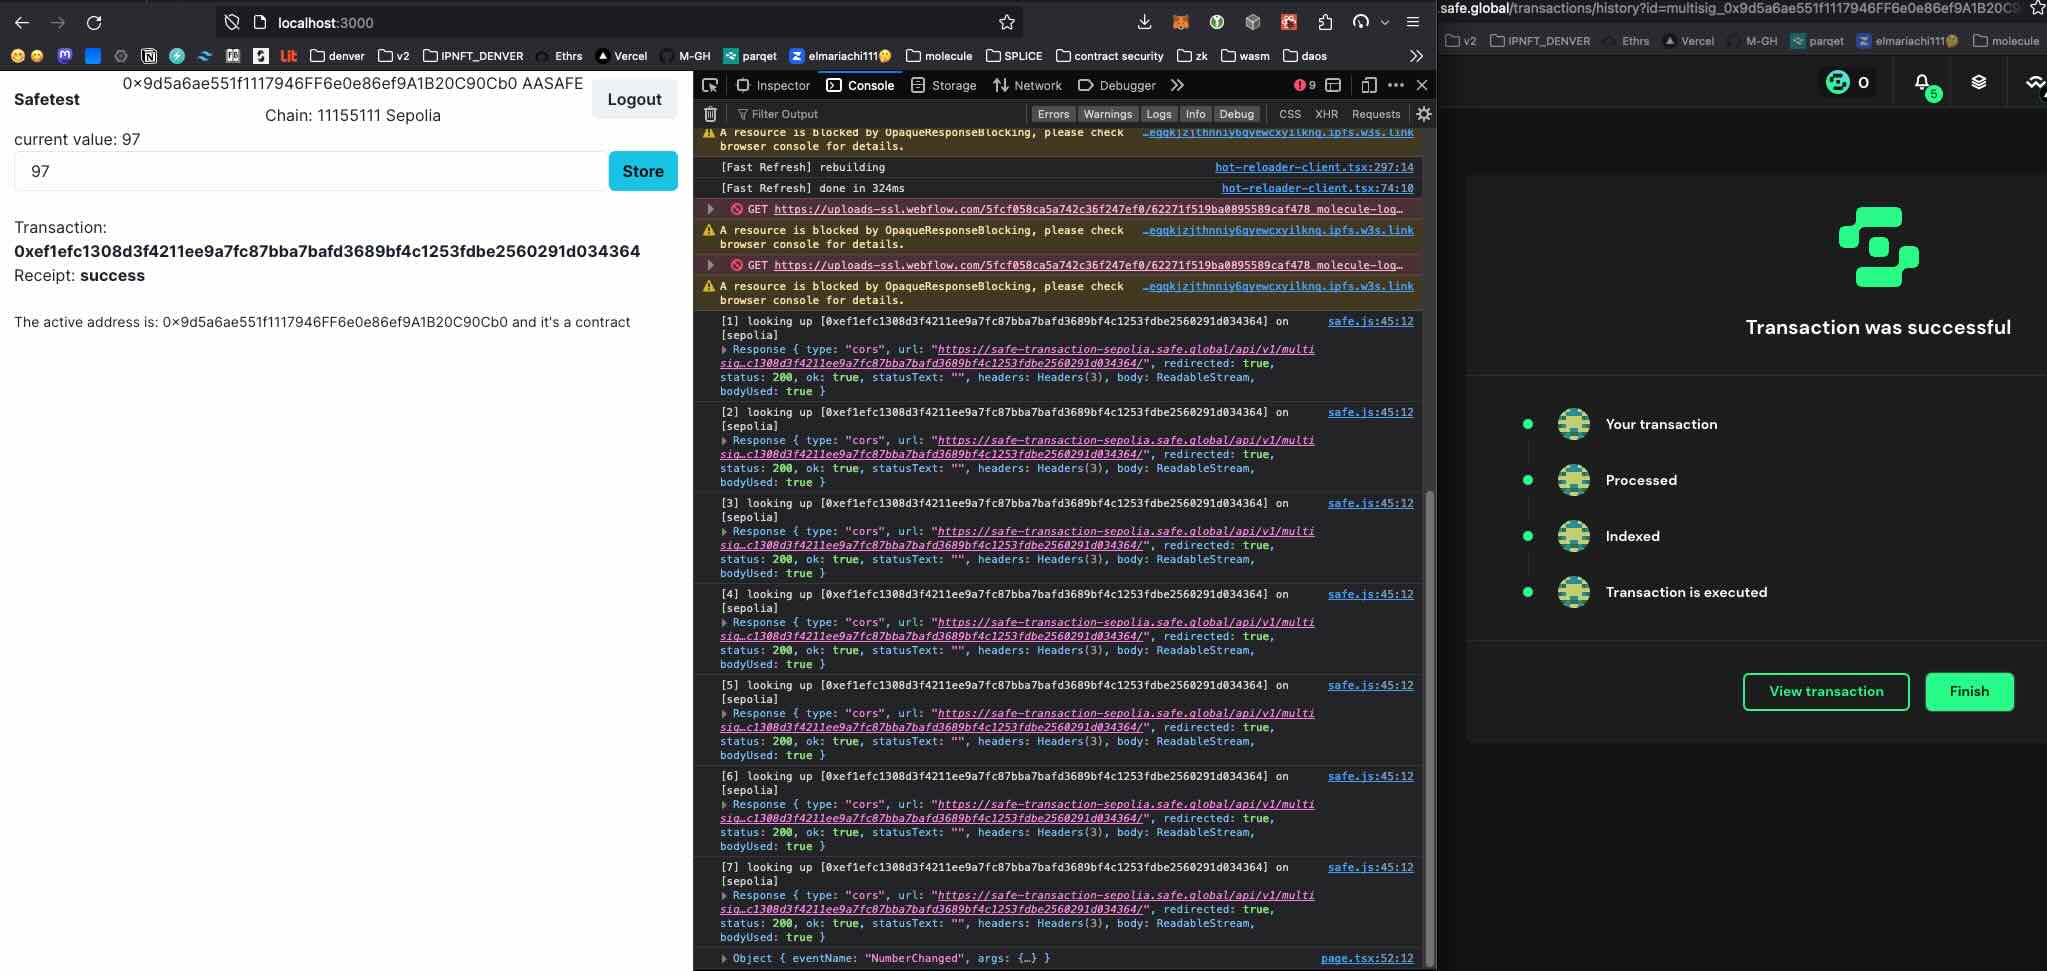 localhost:3000
Lit denver v2 IPNFT_DENVER Ethrs Vercel M-GH parqet elmariachi111🤔 molecule SPLICE contract security zk wasm daos
Safetest
0x9d5a6ae551f1117946FF6e0e86ef9A1B20C90Cb0 AASAFE
Chain: 11155111 Sepolia
Logout
current value: 97
97
Store
Transaction:
0xef1efc1308d3f4211ee9a7fc87bba7bafd3689bf4c1253fdbe2560291d034364
Receipt: success
The active address is: 0x9d5a6ae551f1117946FF6e0e86ef9A1B20C90Cb0 and it's a contract
Inspector Console Storage Network Debugger 9
Filter Output Errors Warnings Logs Info Debug CSS XHR Requests
A resource is blocked by OpaqueResponseBlocking, please check …eqqkjzjthnniy6qyewcxyilknq.ipfs.w3s.link
browser console for details.
[Fast Refresh] rebuilding hot-reloader-client.tsx:297:14
[Fast Refresh] done in 324ms hot-reloader-client.tsx:74:10
GET https://uploads-ssl.webflow.com/5fcf058ca5a742c36f247ef0/62271f519ba0895589caf478_molecule-log…
A resource is blocked by OpaqueResponseBlocking, please check …eqqkjzjthnniy6qyewcxyilknq.ipfs.w3s.link
browser console for details.
GET https://uploads-ssl.webflow.com/5fcf058ca5a742c36f247ef0/62271f519ba0895589caf478_molecule-log…
A resource is blocked by OpaqueResponseBlocking, please check …eqqkjzjthnniy6qyewcxyilknq.ipfs.w3s.link
browser console for details.
[1] looking up [0xef1efc1308d3f4211ee9a7fc87bba7bafd3689bf4c1253fdbe2560291d034364] on safe.js:45:12
[sepolia]
Response { type: "cors", url: "https://safe-transaction-sepolia.safe.global/api/v1/multi
sig…c1308d3f4211ee9a7fc87bba7bafd3689bf4c1253fdbe2560291d034364/", redirected: true,
status: 200, ok: true, statusText: "", headers: Headers(3), body: ReadableStream,
bodyUsed: true }
[2] looking up [0xef1efc1308d3f4211ee9a7fc87bba7bafd3689bf4c1253fdbe2560291d034364] on safe.js:45:12
[sepolia]
Response { type: "cors", url: "https://safe-transaction-sepolia.safe.global/api/v1/multi
sig…c1308d3f4211ee9a7fc87bba7bafd3689bf4c1253fdbe2560291d034364/", redirected: true,
status: 200, ok: true, statusText: "", headers: Headers(3), body: ReadableStream,
bodyUsed: true }
[3] looking up [0xef1efc1308d3f4211ee9a7fc87bba7bafd3689bf4c1253fdbe2560291d034364] on safe.js:45:12
[sepolia]
Response { type: "cors", url: "https://safe-transaction-sepolia.safe.global/api/v1/multi
sig…c1308d3f4211ee9a7fc87bba7bafd3689bf4c1253fdbe2560291d034364/", redirected: true,
status: 200, ok: true, statusText: "", headers: Headers(3), body: ReadableStream,
bodyUsed: true }
[4] looking up [0xef1efc1308d3f4211ee9a7fc87bba7bafd3689bf4c1253fdbe2560291d034364] on safe.js:45:12
[sepolia]
Response { type: "cors", url: "https://safe-transaction-sepolia.safe.global/api/v1/multi
sig…c1308d3f4211ee9a7fc87bba7bafd3689bf4c1253fdbe2560291d034364/", redirected: true,
status: 200, ok: true, statusText: "", headers: Headers(3), body: ReadableStream,
bodyUsed: true }
[5] looking up [0xef1efc1308d3f4211ee9a7fc87bba7bafd3689bf4c1253fdbe2560291d034364] on safe.js:45:12
[sepolia]
Response { type: "cors", url: "https://safe-transaction-sepolia.safe.global/api/v1/multi
sig…c1308d3f4211ee9a7fc87bba7bafd3689bf4c1253fdbe2560291d034364/", redirected: true,
status: 200, ok: true, statusText: "", headers: Headers(3), body: ReadableStream,
bodyUsed: true }
[6] looking up [0xef1efc1308d3f4211ee9a7fc87bba7bafd3689bf4c1253fdbe2560291d034364] on safe.js:45:12
[sepolia]
Response { type: "cors", url: "https://safe-transaction-sepolia.safe.global/api/v1/multi
sig…c1308d3f4211ee9a7fc87bba7bafd3689bf4c1253fdbe2560291d034364/", redirected: true,
status: 200, ok: true, statusText: "", headers: Headers(3), body: ReadableStream,
bodyUsed: true }
[7] looking up [0xef1efc1308d3f4211ee9a7fc87bba7bafd3689bf4c1253fdbe2560291d034364] on safe.js:45:12
[sepolia]
Response { type: "cors", url: "https://safe-transaction-sepolia.safe.global/api/v1/multi
sig…c1308d3f4211ee9a7fc87bba7bafd3689bf4c1253fdbe2560291d034364/", redirected: true,
status: 200, ok: true, statusText: "", headers: Headers(3), body: ReadableStream,
bodyUsed: true }
Object { eventName: "NumberChanged", args: {…} } page.tsx:52:12
safe.global/transactions/history?id=multisig_0x9d5a6ae551f1117946FF6e0e86ef9A1B20C9
v2 IPNFT_DENVER Ethrs Vercel M-GH parqet elmariachi111🤔 molecule
0 5
Transaction was successful
Your transaction
Processed
Indexed
Transaction is executed
View transaction
Finish